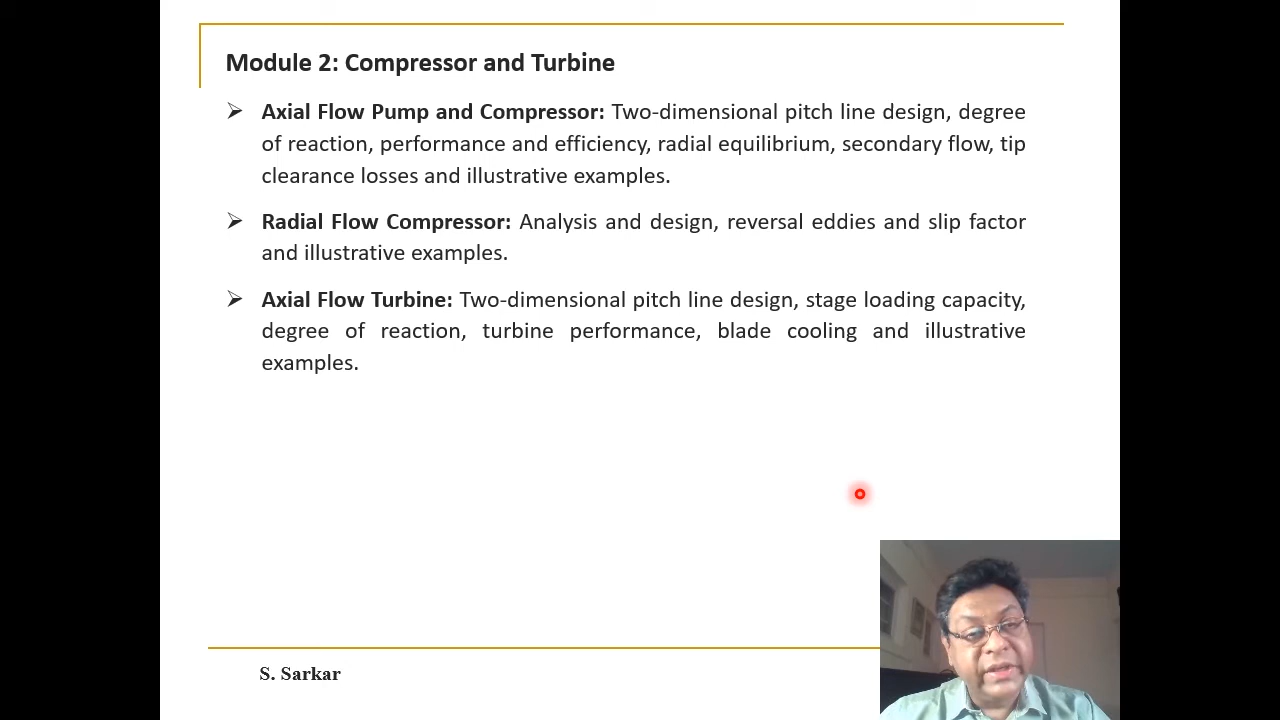 Module 2: Compressor and Turbine
➢ Axial Flow Pump and Compressor: Two-dimensional pitch line design, degree
of reaction, performance and efficiency, radial equilibrium, secondary flow, tip
clearance losses and illustrative examples.
➢ Radial Flow Compressor: Analysis and design, reversal eddies and slip factor
and illustrative examples.
➢ Axial Flow Turbine: Two-dimensional pitch line design, stage loading capacity,
degree of reaction, turbine performance, blade cooling and illustrative
examples.
S. Sarkar